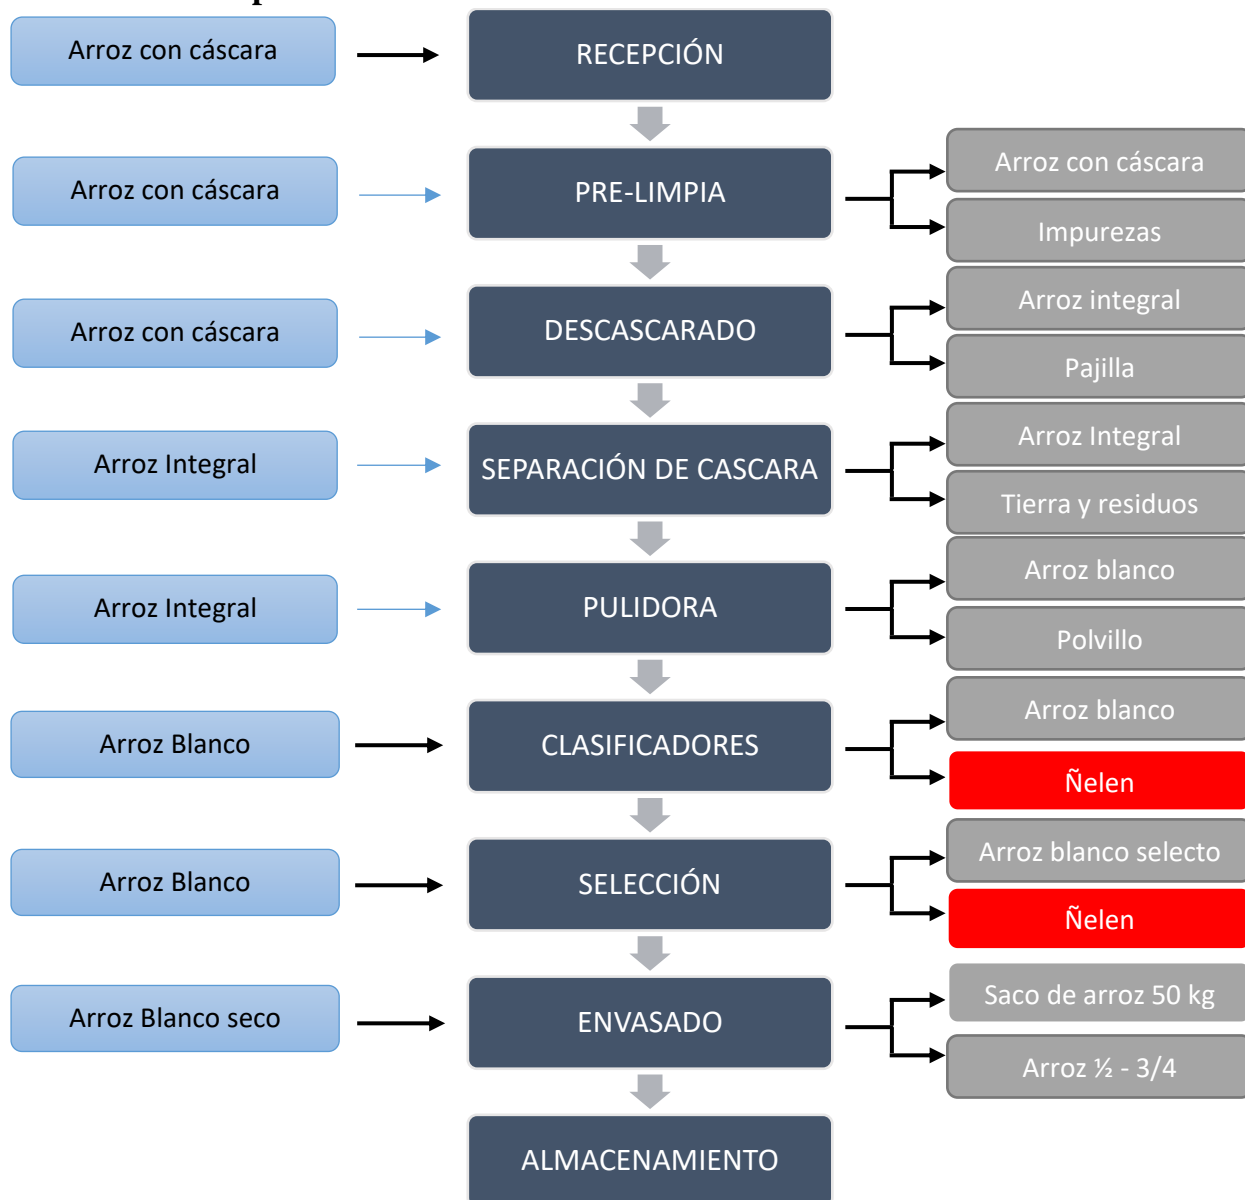 Arroz con cáscara
RECEPCIÓN
Arroz con cáscara
PRE-LIMPIA
Arroz con cáscara
Impurezas
Arroz con cáscara
DESCASCARADO
Arroz integral
Pajilla
Arroz Integral
SEPARACIÓN DE CASCARA
Arroz Integral
Tierra y residuos
Arroz Integral
PULIDORA
Arroz blanco
Polvillo
Arroz Blanco
CLASIFICADORES
Arroz blanco
Ñelen
Arroz Blanco
SELECCIÓN
Arroz blanco selecto
Ñelen
Arroz Blanco seco
ENVASADO
Saco de arroz 50 kg
Arroz ½ - 3/4
ALMACENAMIENTO